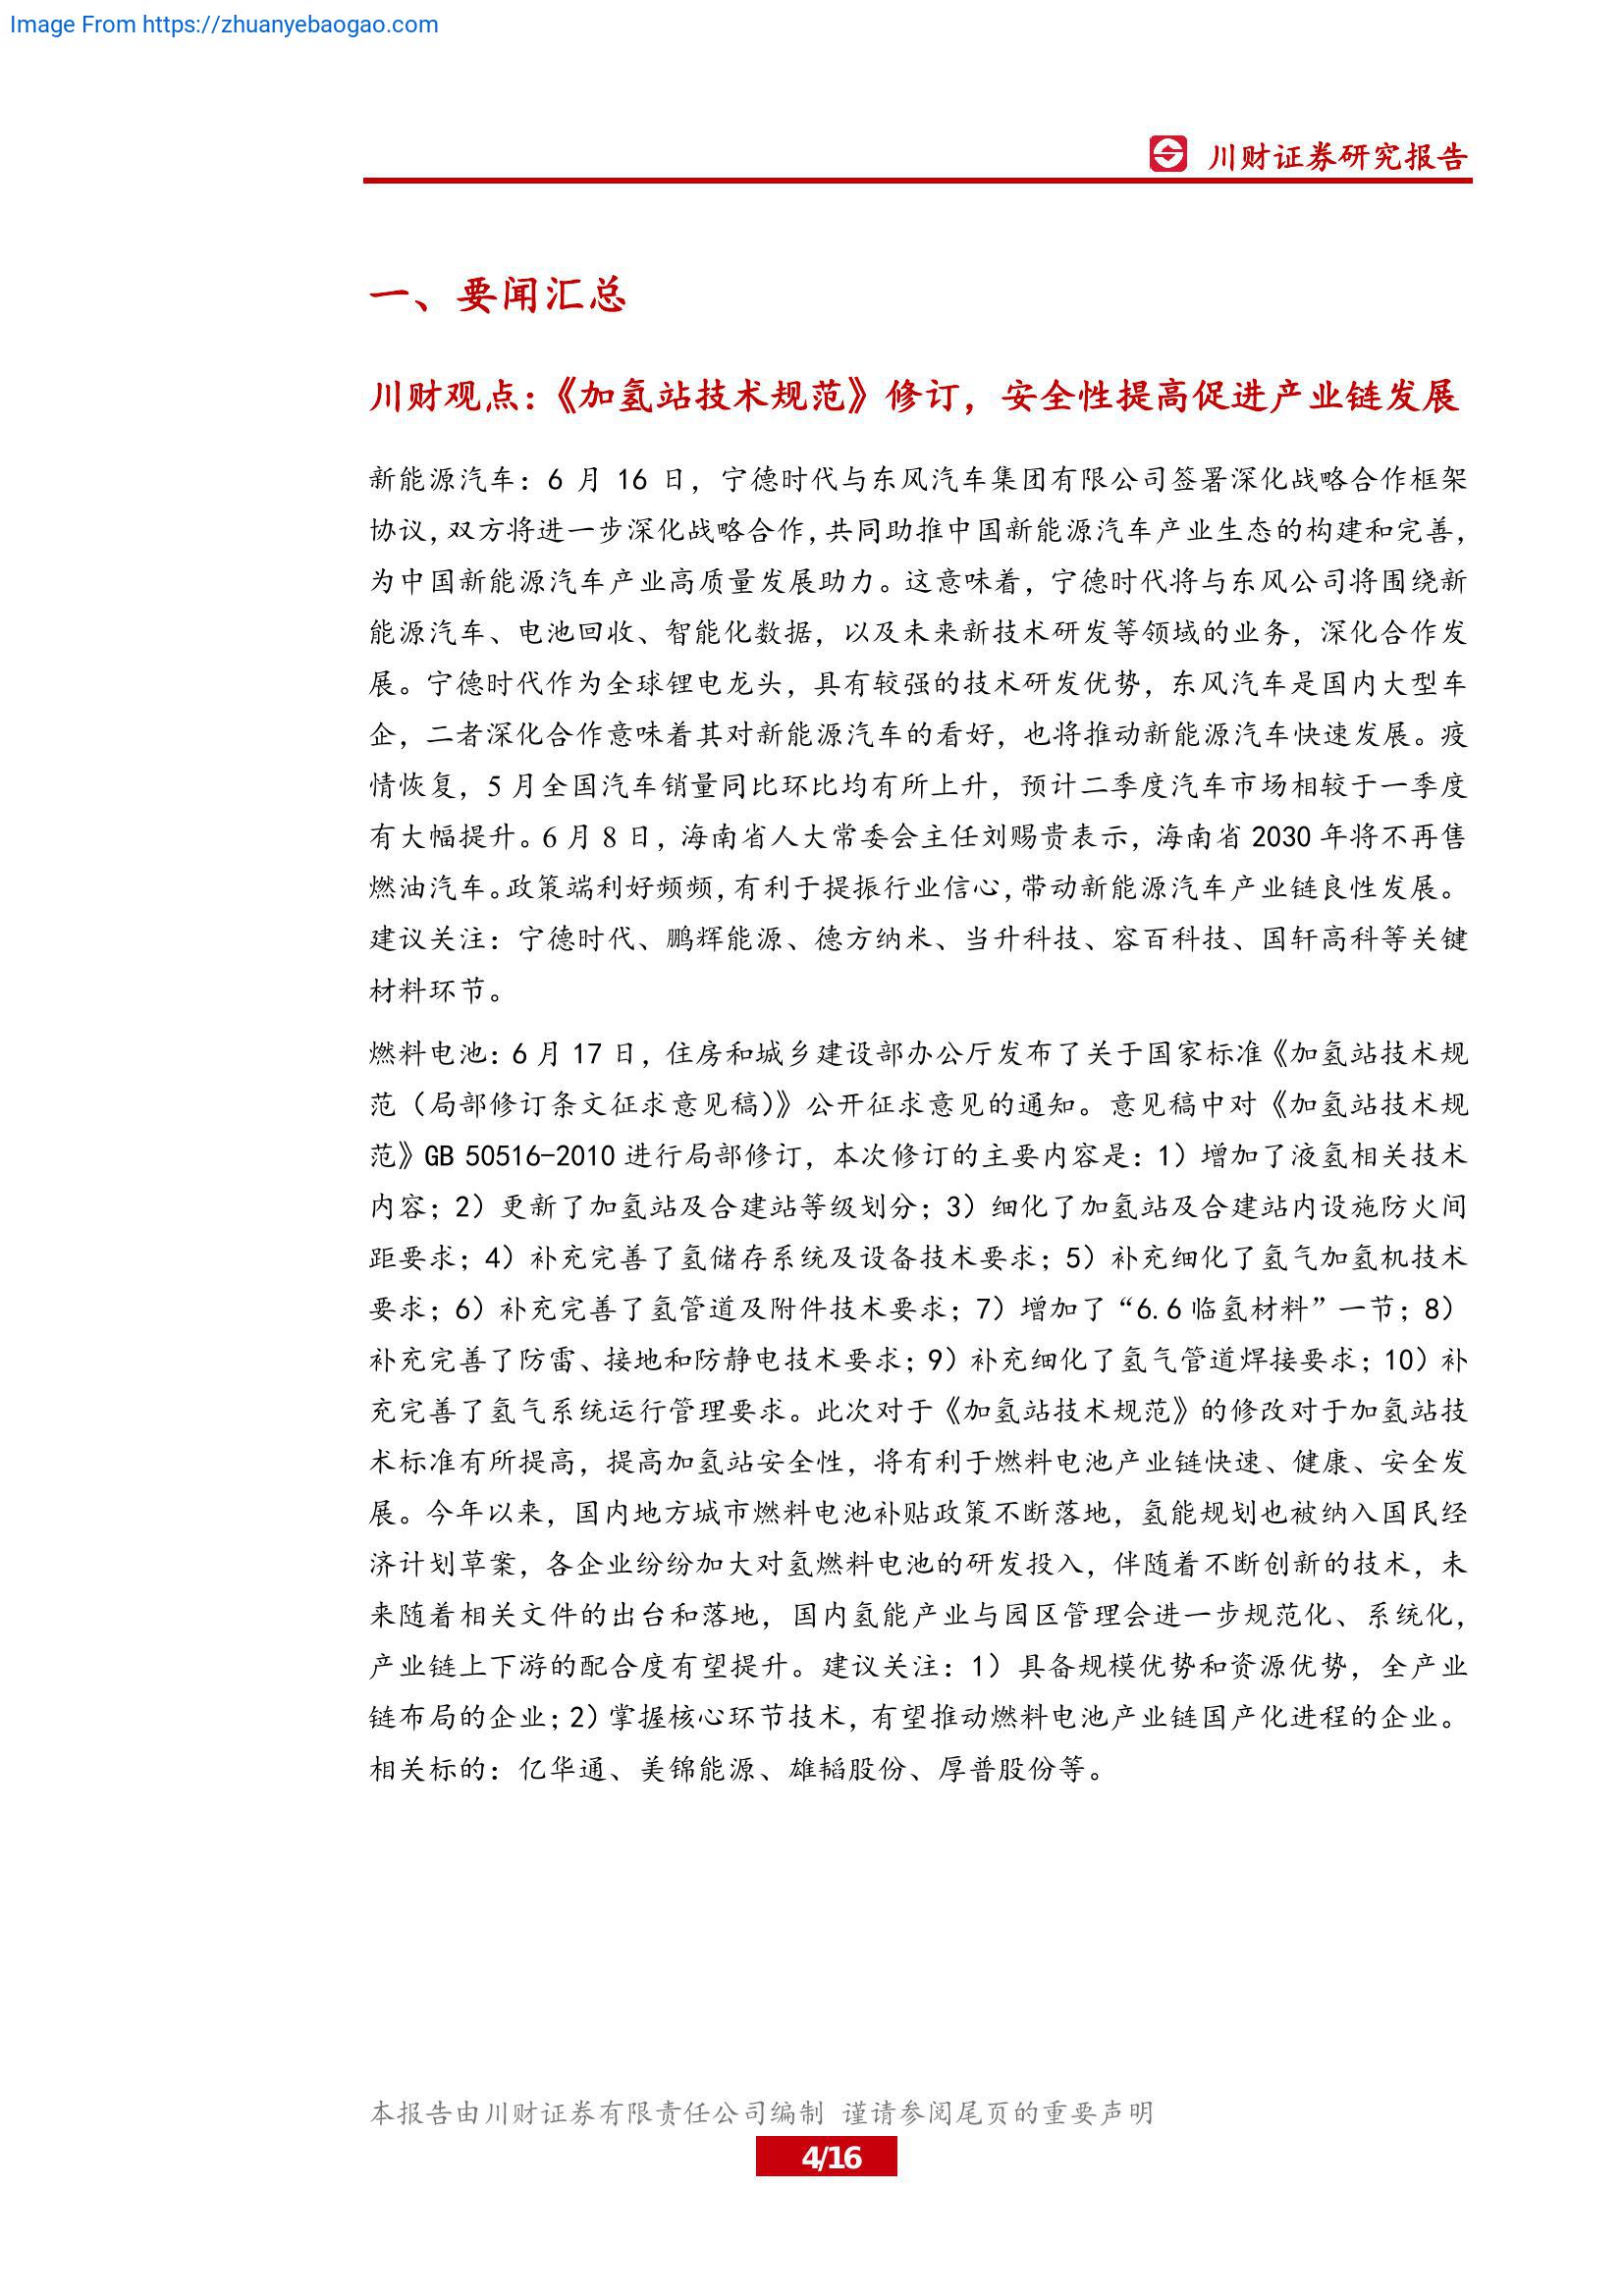 Image From https://zhuanyebaogao.com
川财证券研究报告
一、要闻汇总
川财观点：《加氢站技术规范》修订，安全性提高促进产业链发展
新能源汽车：6 月 16 日，宁德时代与东风汽车集团有限公司签署深化战略合作框架
协议，双方将进一步深化战略合作，共同助推中国新能源汽车产业生态的构建和完善，
为中国新能源汽车产业高质量发展助力。这意味着，宁德时代将与东风公司将围绕新
能源汽车、电池回收、智能化数据，以及未来新技术研发等领域的业务，深化合作发
展。宁德时代作为全球锂电龙头，具有较强的技术研发优势，东风汽车是国内大型车
企，二者深化合作意味着其对新能源汽车的看好，也将推动新能源汽车快速发展。疫
情恢复，5 月全国汽车销量同比环比均有所上升，预计二季度汽车市场相较于一季度
有大幅提升。6 月 8 日，海南省人大常委会主任刘赐贵表示，海南省 2030 年将不再售
燃油汽车。政策端利好频频，有利于提振行业信心，带动新能源汽车产业链良性发展。
建议关注：宁德时代、鹏辉能源、德方纳米、当升科技、容百科技、国轩高科等关键
材料环节。
燃料电池：6 月 17 日，住房和城乡建设部办公厅发布了关于国家标准《加氢站技术规
范（局部修订条文征求意见稿）》公开征求意见的通知。意见稿中对《加氢站技术规
范》GB 50516-2010 进行局部修订，本次修订的主要内容是：1）增加了液氢相关技术
内容；2）更新了加氢站及合建站等级划分；3）细化了加氢站及合建站内设施防火间
距要求；4）补充完善了氢储存系统及设备技术要求；5）补充细化了氢气加氢机技术
要求；6）补充完善了氢管道及附件技术要求；7）增加了“6.6 临氢材料”一节；8）
补充完善了防雷、接地和防静电技术要求；9）补充细化了氢气管道焊接要求；10）补
充完善了氢气系统运行管理要求。此次对于《加氢站技术规范》的修改对于加氢站技
术标准有所提高，提高加氢站安全性，将有利于燃料电池产业链快速、健康、安全发
展。今年以来，国内地方城市燃料电池补贴政策不断落地，氢能规划也被纳入国民经
济计划草案，各企业纷纷加大对氢燃料电池的研发投入，伴随着不断创新的技术，未
来随着相关文件的出台和落地，国内氢能产业与园区管理会进一步规范化、系统化，
产业链上下游的配合度有望提升。建议关注：1）具备规模优势和资源优势，全产业
链布局的企业；2）掌握核心环节技术，有望推动燃料电池产业链国产化进程的企业。
相关标的：亿华通、美锦能源、雄韬股份、厚普股份等。
本报告由川财证券有限责任公司编制 谨请参阅尾页的重要声明
4/16